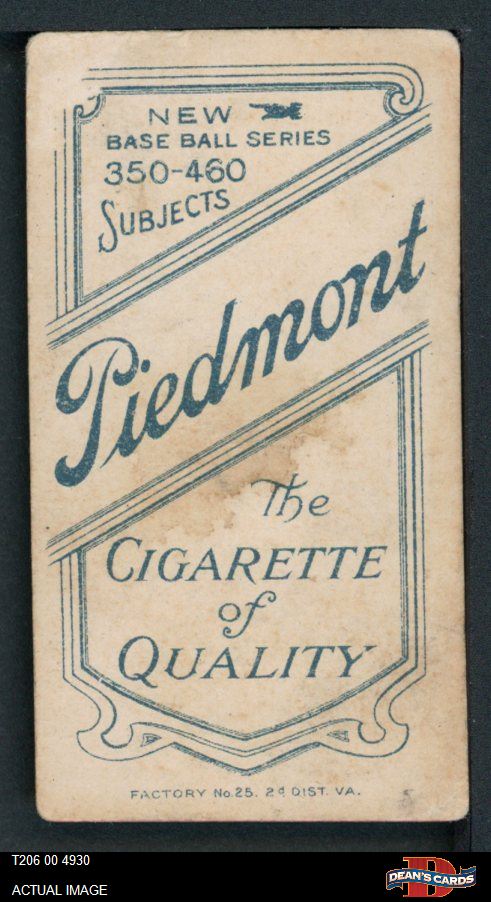 NEW
BASE BALL SERIES
350-460
SUBJECTS
Piedmont
The
CIGARETTE
of
QUALITY
FACTORY No. 25. 2d DIST. VA.
T206 00 4930
ACTUAL IMAGE
D
DEAN'S CARDS